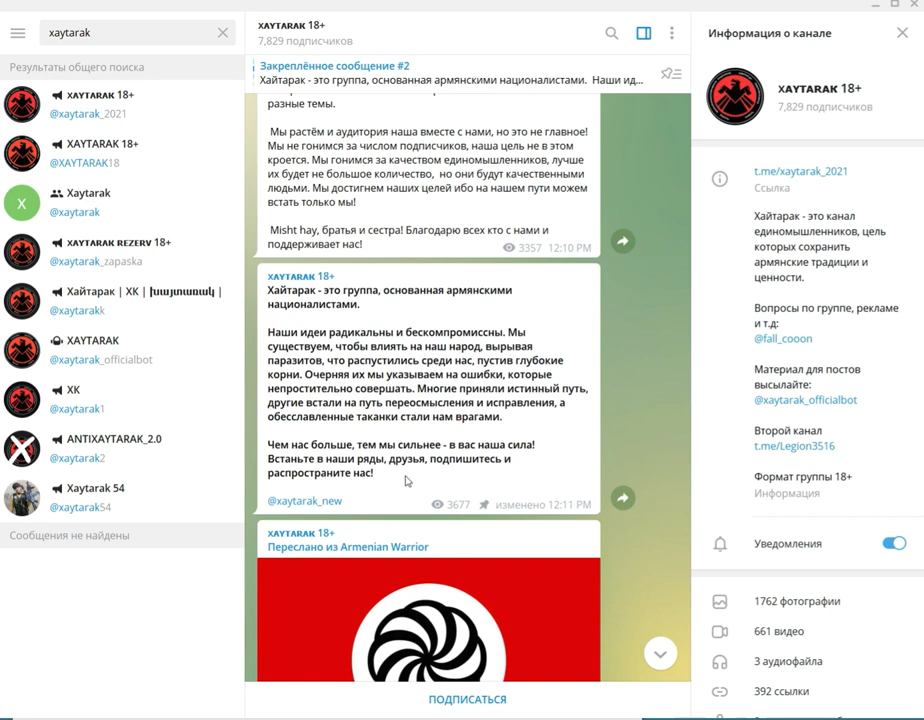 xaytarak
Результаты общего поиска
XAYTARAK 18+
@xaytarak_2021
XAYTARAK 18+
@XAYTARAK18
X
Xaytarak
@xaytarak
XAYTARAK REZERV 18+
@xaytarak_zapaska
Хайтарак | ХК | խայտառակ |
@xaytarakk
XAYTARAK
@xaytarak_officialbot
ХК
@xaytarak1
ANTIXAYTARAK_2.0
@xaytarak2
Xaytarak 54
@xaytarak54
Сообщения не найдены
XAYTARAK 18+
7,829 подписчиков
Закреплённое сообщение #2
Хайтарак - это группа, основанная армянскими националистами. Наши ид...
разные темы.
Мы растём и аудитория наша вместе с нами, но это не главное!
Мы не гонимся за числом подписчиков, наша цель не в этом
кроется. Мы гонимся за качеством единомышленников, лучше
их будет не большое количество, но они будут качественными
людьми. Мы достигнем наших целей ибо на нашем пути можем
встать только мы!
Misht hay, братья и сестра! Благодарю всех кто с нами и
поддерживает нас!
3357 12:10 PM
XAYTARAK 18+
Хайтарак - это группа, основанная армянскими
националистами.
Наши идеи радикальны и бескомпромиссны. Мы
существуем, чтобы влиять на наш народ, вырывая
паразитов, что распустились среди нас, пустив глубокие
корни. Очерняя их мы указываем на ошибки, которые
непростительно совершать. Многие приняли истинный путь,
другие встали на путь переосмысления и исправления, а
обесславленные таканки стали нам врагами.
Чем нас больше, тем мы сильнее - в вас наша сила!
Встаньте в наши ряды, друзья, подпишитесь и
распространите нас!
@xaytarak_new
3677 изменено 12:11 PM
XAYTARAK 18+
Переслано из Armenian Warrior
ПОДПИСАТЬСЯ
Информация о канале
XAYTARAK 18+
7,829 подписчиков
t.me/xaytarak_2021
Ссылка
Хайтарак - это канал
единомышленников, цель
которых сохранить
армянские традиции и
ценности.
Вопросы по группе, рекламе
и т.д:
@fall_cooon
Материал для постов
высылайте:
@xaytarak_officialbot
Второй канал
t.me/Legion3516
Формат группы 18+
Информация
Уведомления
1762 фотографии
661 видео
3 аудиофайла
392 ссылки